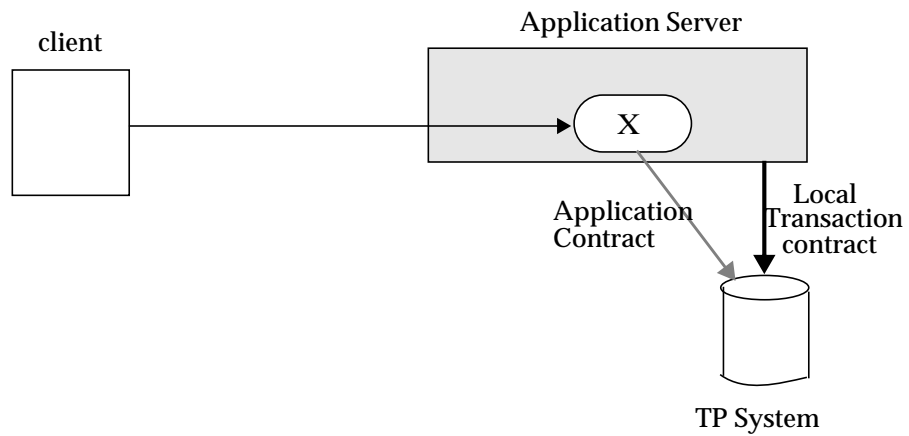 Application Server
client
X
Application
Contract
Local
Transaction
contract
TP System